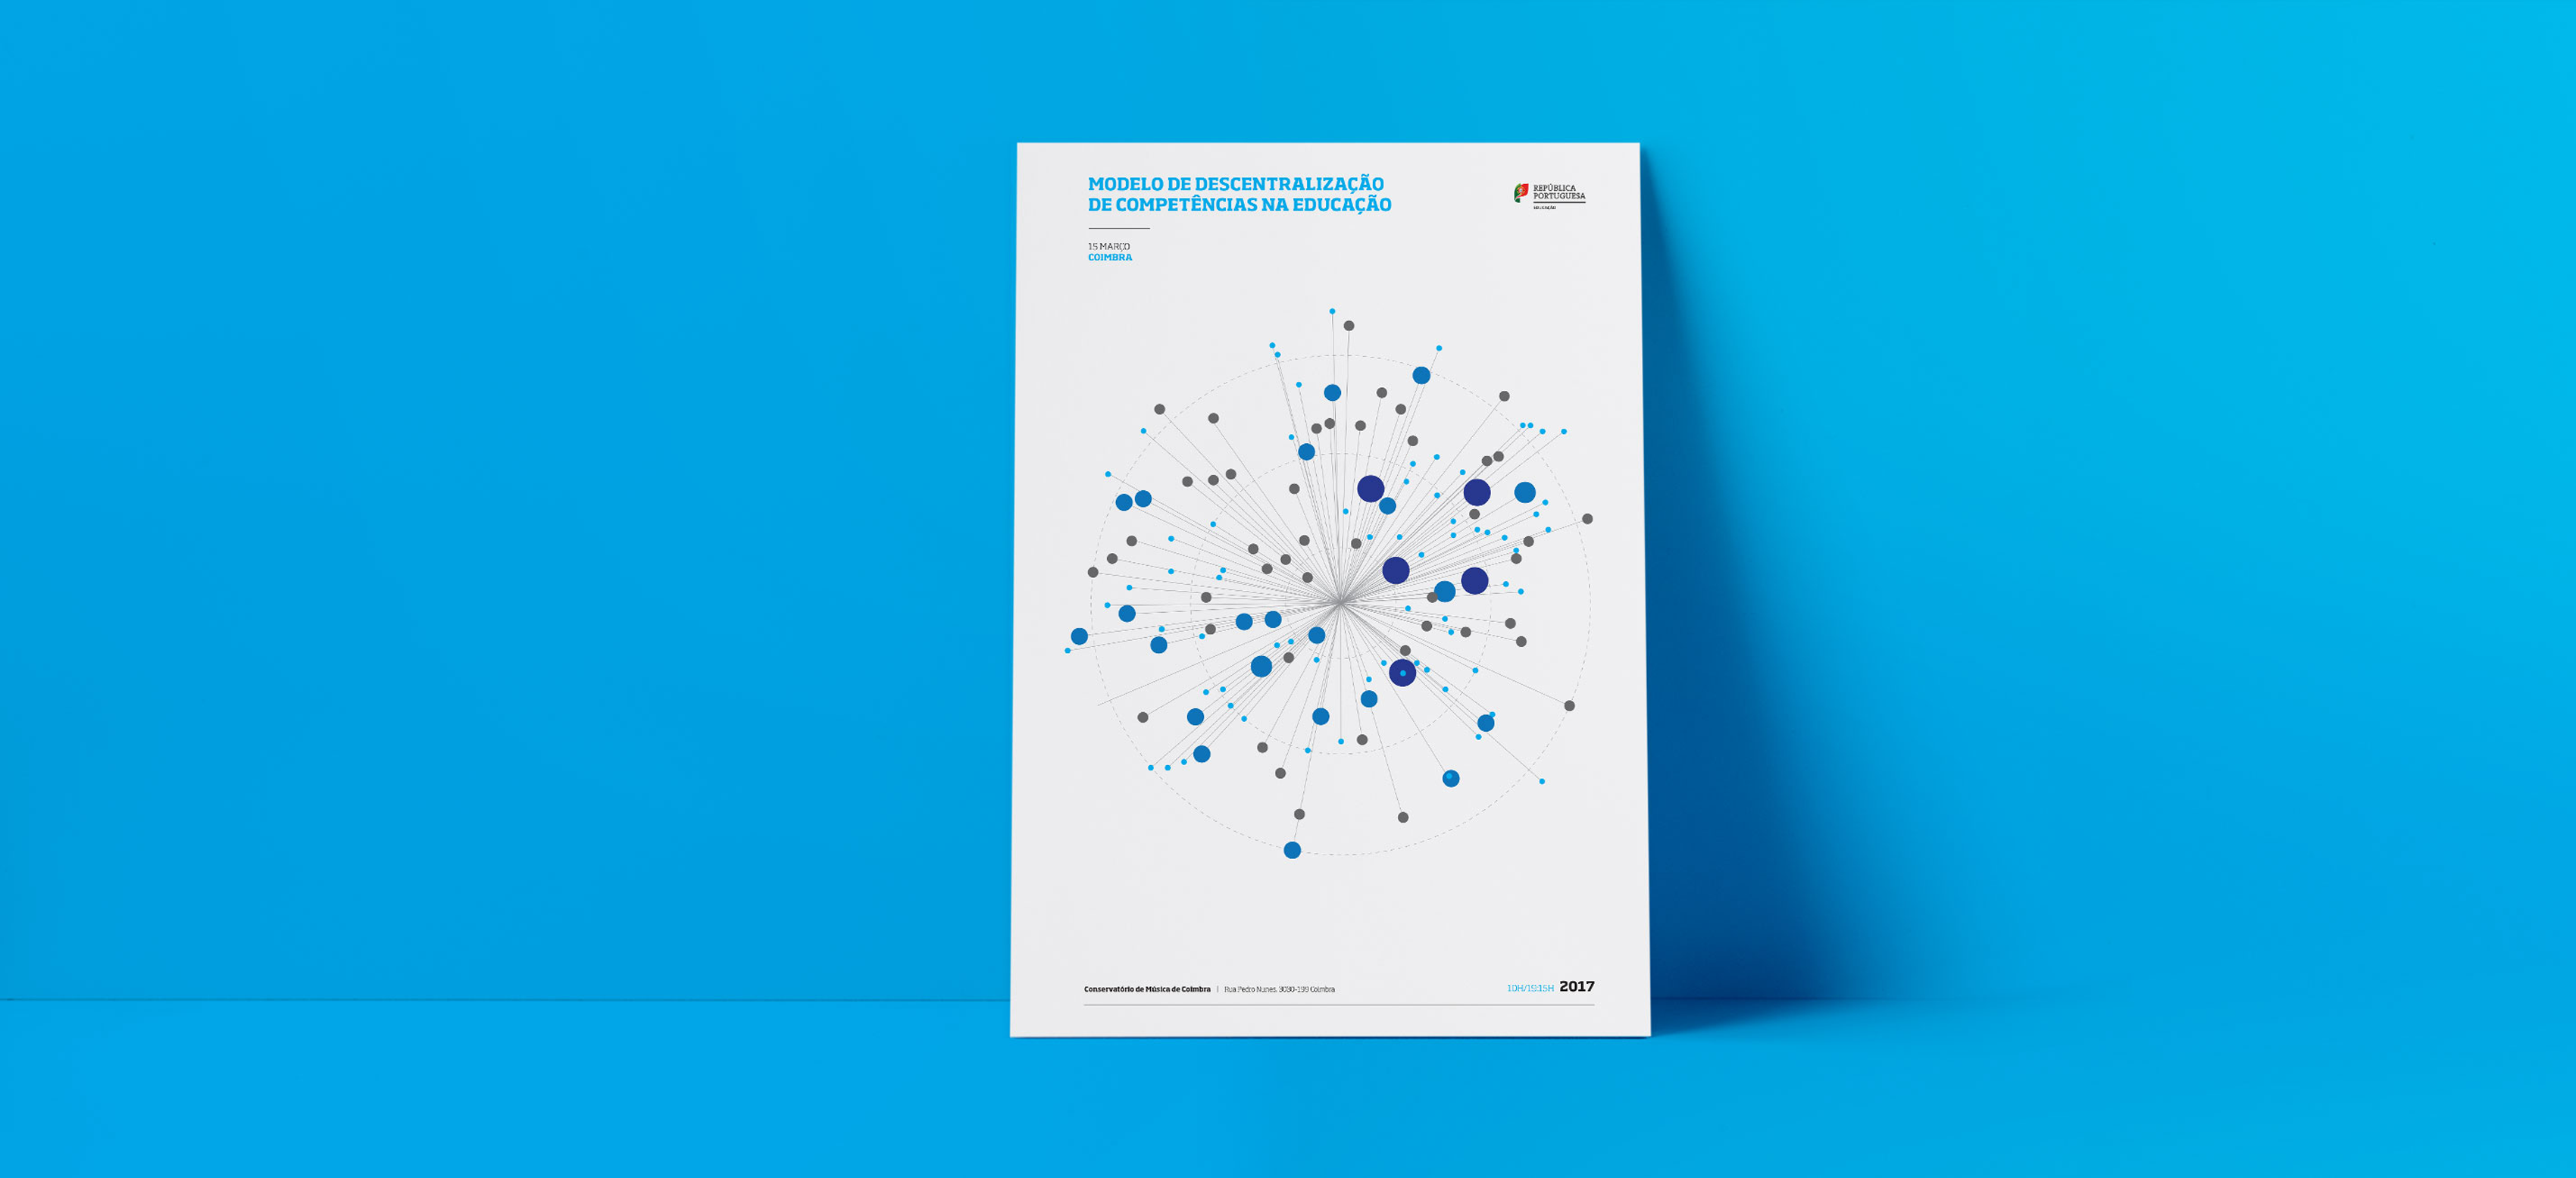 MODELO DE DESCENTRALIZAÇÃO
DE COMPETÊNCIAS NA EDUCAÇÃO
REPÚBLICA
PORTUGUESA
EDUCAÇÃO
15 MARÇO
COIMBRA
Conservatório de Música de Coimbra | Rua Pedro Nunes, 3030-199 Coimbra
10H/19:15H 2017